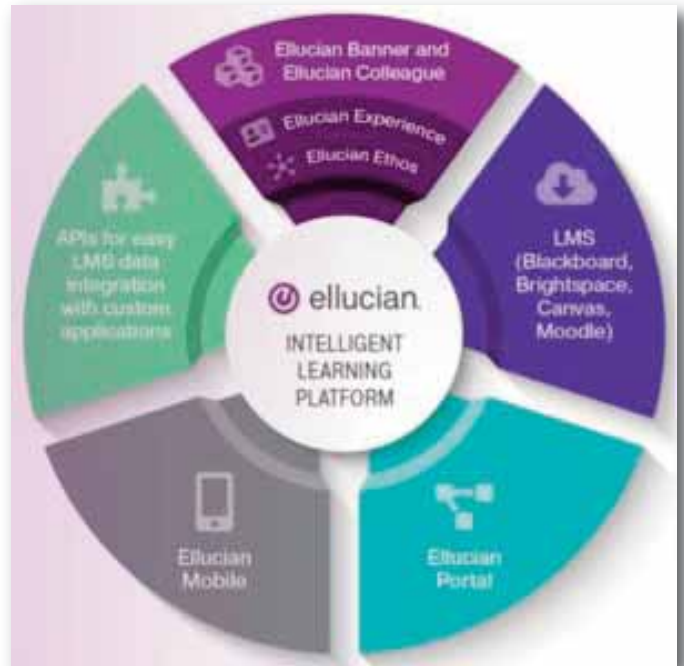 Ellucian Banner and
Ellucian Colleague
Ellucian Experience
Ellucian Ethos
APIs for easy
LMS data
integration
with custom
applications
LMS
(Blackboard,
Brightspace,
Canvas,
Moodle)
ellucian.
INTELLIGENT
LEARNING
PLATFORM
Ellucian
Mobile
Ellucian
Portal